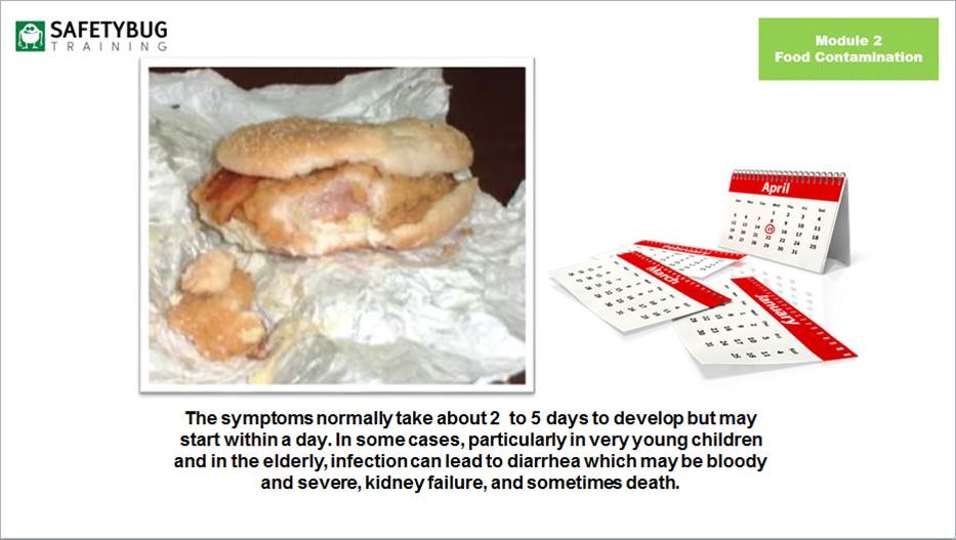 SAFETYBUG
TRAINING
Module 2
Food Contamination
April
March
January
The symptoms normally take about 2 to 5 days to develop but may
start within a day. In some cases, particularly in very young children
and in the elderly, infection can lead to diarrhea which may be bloody
and severe, kidney failure, and sometimes death.